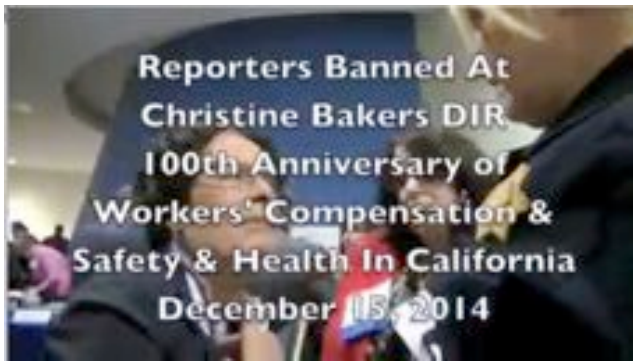 Reporters Banned At
Christine Bakers DIR
100th Anniversary of
Workers' Compensation &
Safety & Health In California
December 15, 2014